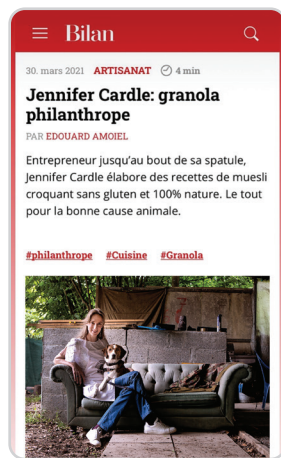 Bilan
30. mars 2021 ARTISANAT 4 min
Jennifer Cardle: granola
philanthrope
PAR EDOUARD AMOIEL
Entrepreneur jusqu'au bout de sa spatule,
Jennifer Cardle élabore des recettes de muesli
croquant sans gluten et 100% nature. Le tout
pour la bonne cause animale.
#philanthrope #Cuisine #Granola